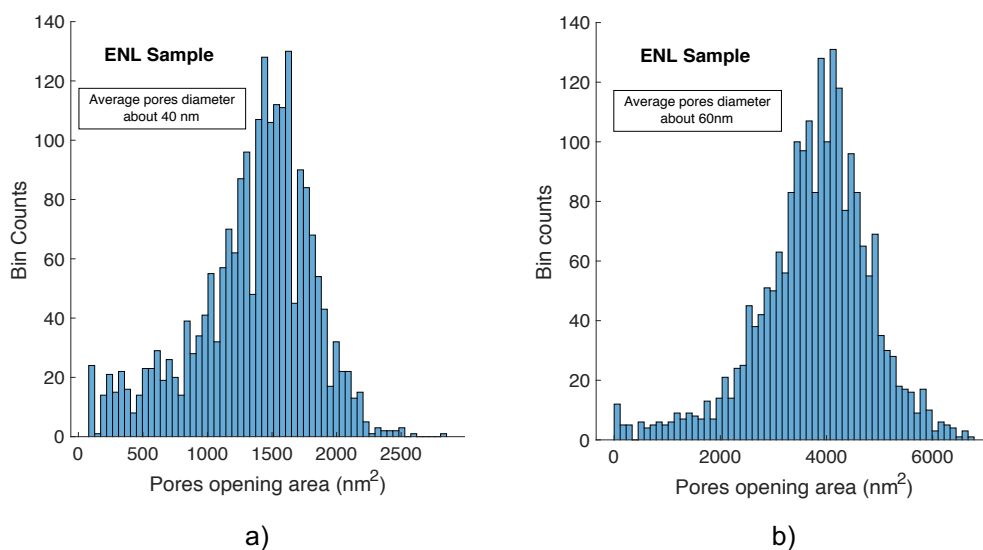 140
120
100
80
60
40
20
0
Bin Counts
ENL Sample
Average pores diameter
about 40 nm
0 500 1000 1500 2000 2500
Pores opening area (nm²)
a)
140
120
100
80
60
40
20
0
Bin counts
ENL Sample
Average pores diameter
about 60nm
0 2000 4000 6000
Pores opening area (nm²)
b)